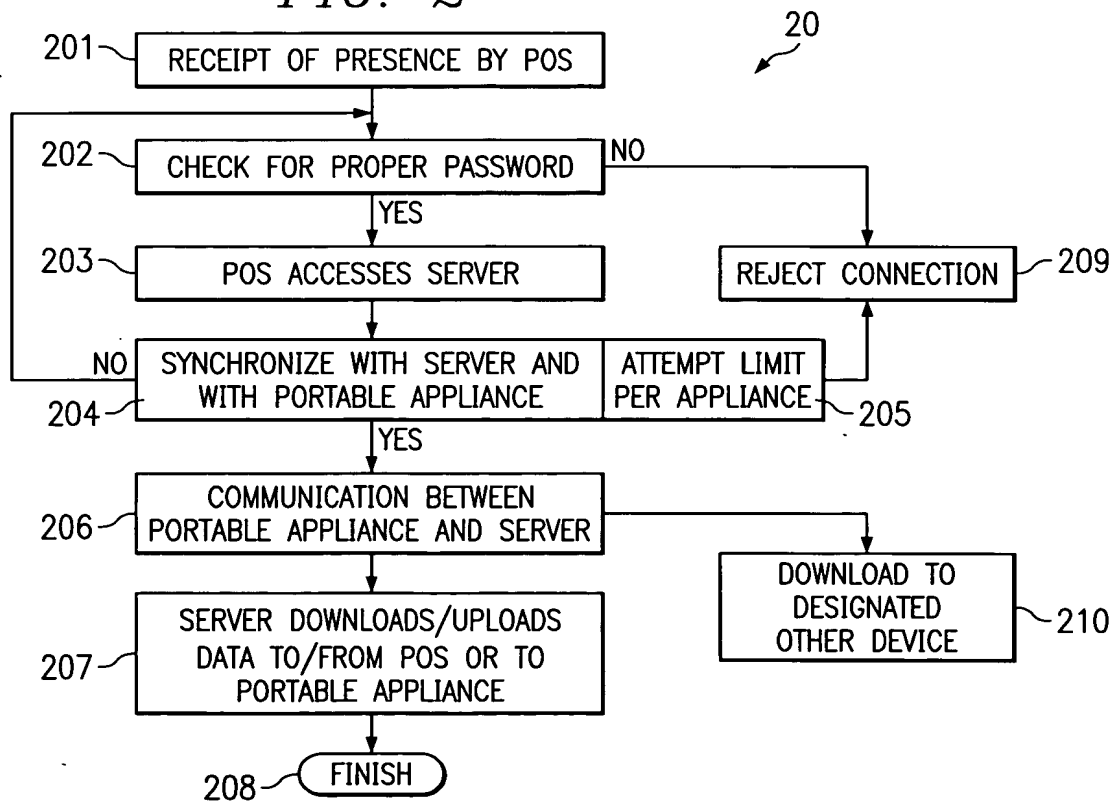 FIG. 2
20
201
RECEIPT OF PRESENCE BY POS
202
CHECK FOR PROPER PASSWORD
NO
YES
203
POS ACCESSES SERVER
REJECT CONNECTION
209
NO
204
SYNCHRONIZE WITH SERVER AND
WITH PORTABLE APPLIANCE
ATTEMPT LIMIT
PER APPLIANCE
205
YES
206
COMMUNICATION BETWEEN
PORTABLE APPLIANCE AND SERVER
DOWNLOAD TO
DESIGNATED
OTHER DEVICE
210
207
SERVER DOWNLOADS/UPLOADS
DATA TO/FROM POS OR TO
PORTABLE APPLIANCE
208
FINISH